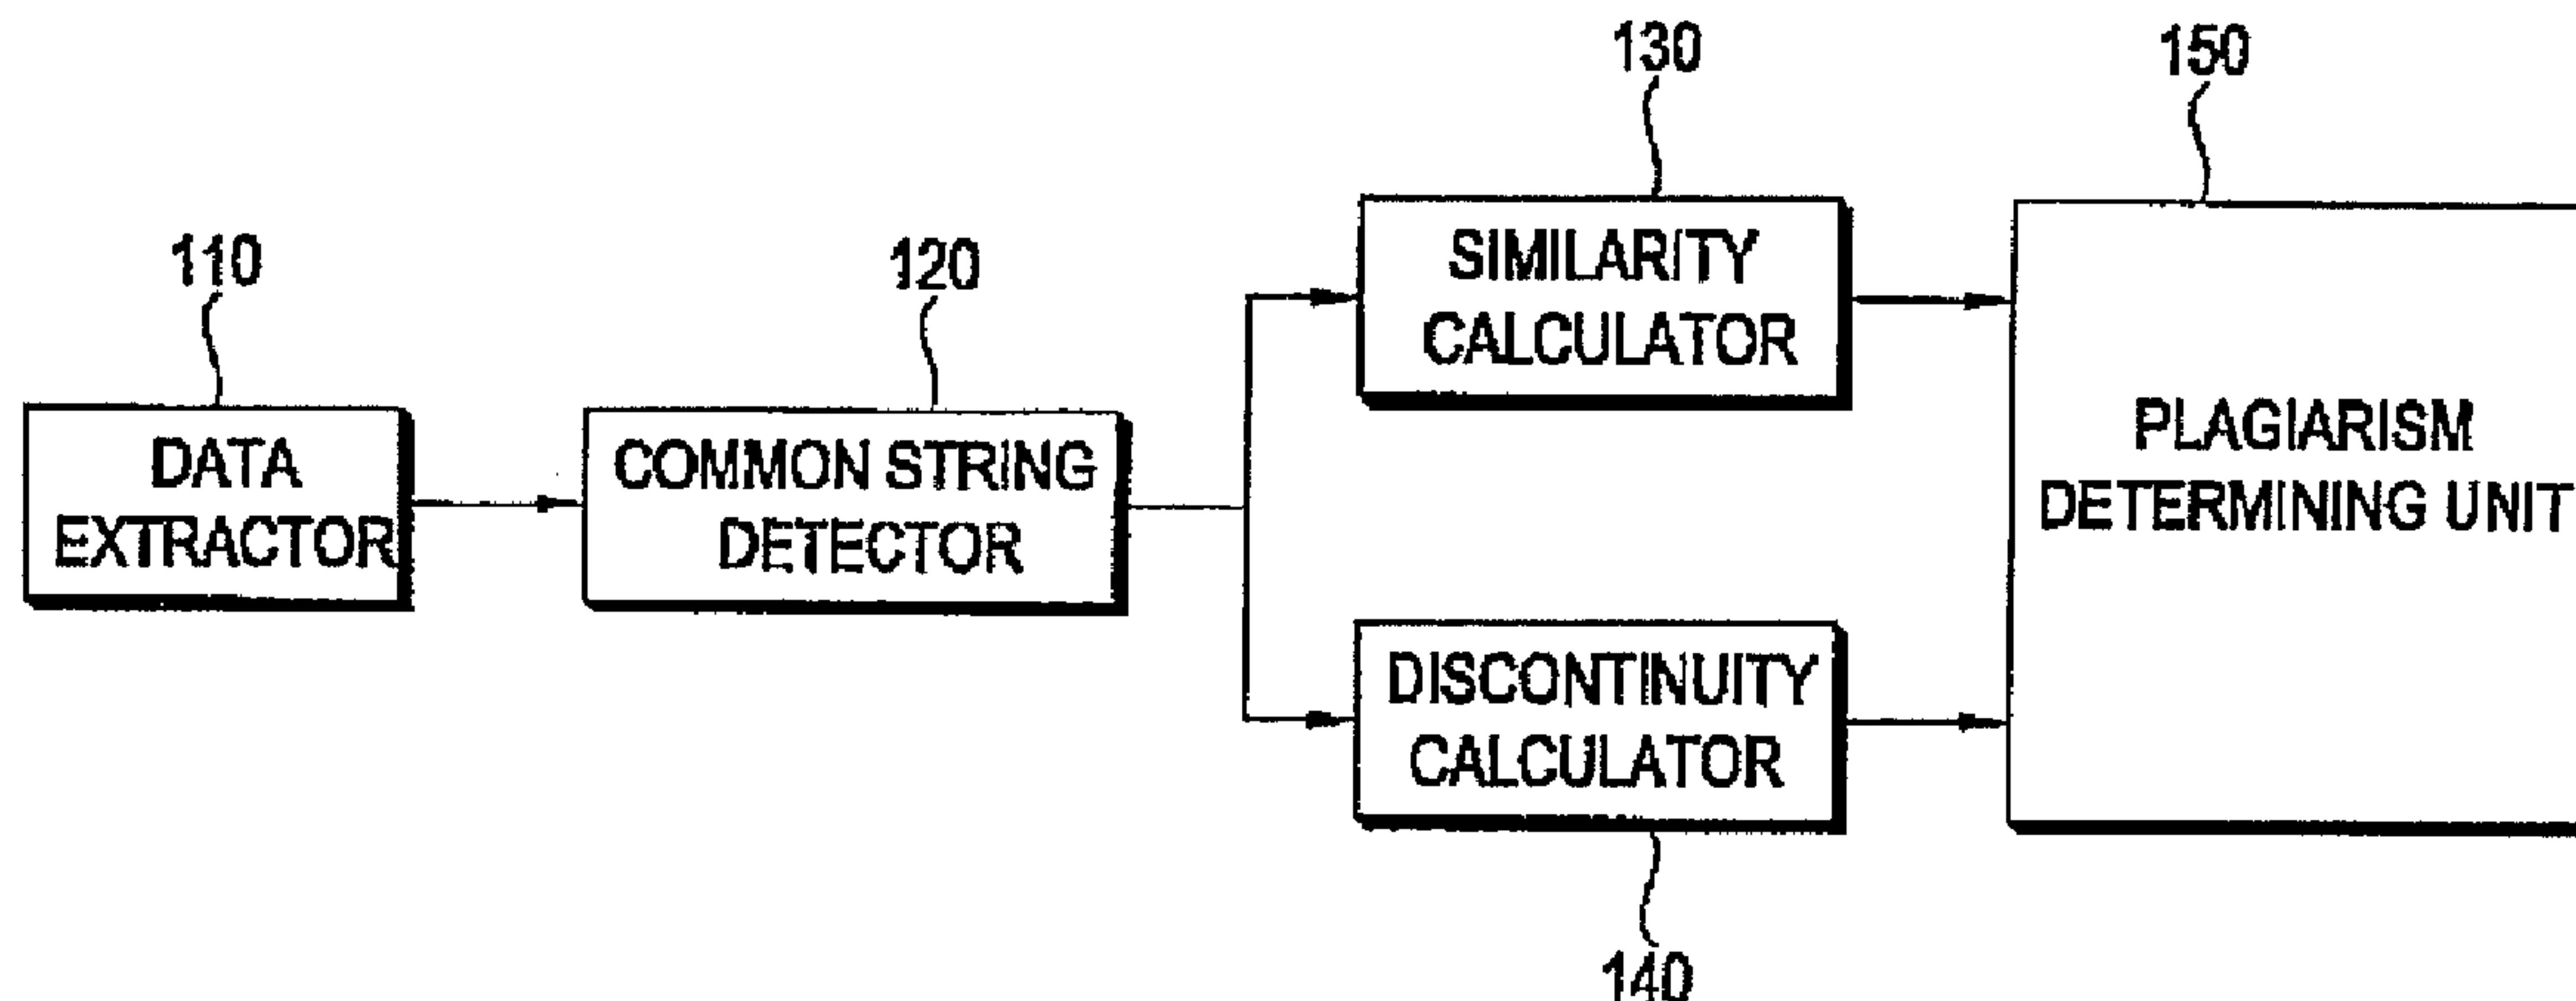 130
150
110
120
SIMILARITY
CALCULATOR
DATA
EXTRACTOR
COMMON STRING
DETECTOR
PLAGIARISM
DETERMINING UNIT
DISCONTINUITY
CALCULATOR
140